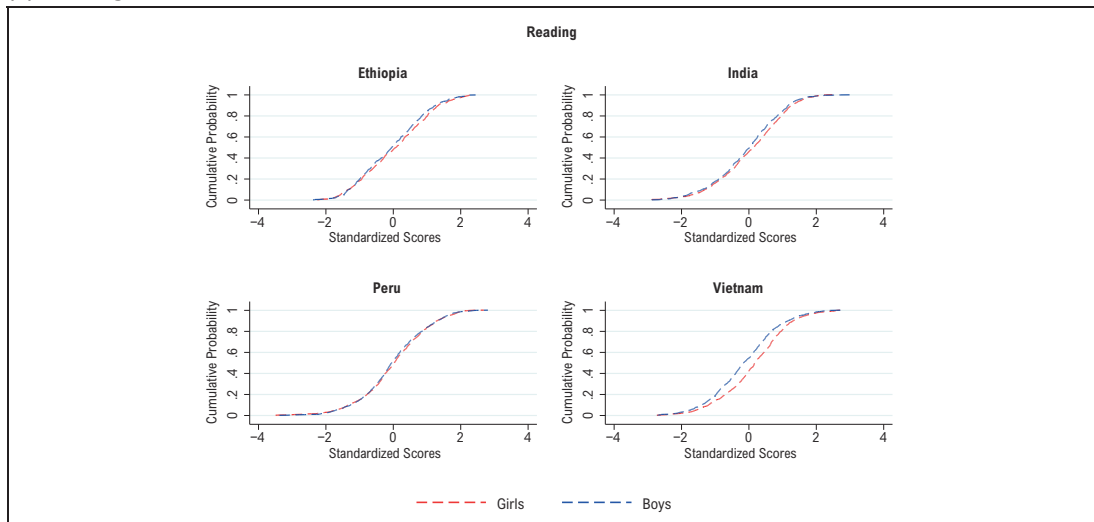 Reading
Ethiopia
India
Cumulative Probability
0 .2 .4 .6 .8 1
−4 −2 0 2 4
Standardized Scores
Cumulative Probability
0 .2 .4 .6 .8 1
−4 −2 0 2 4
Standardized Scores
Peru
Vietnam
Cumulative Probability
0 .2 .4 .6 .8 1
−4 −2 0 2 4
Standardized Scores
Cumulative Probability
0 .2 .4 .6 .8 1
−4 −2 0 2 4
Standardized Scores
Girls
Boys